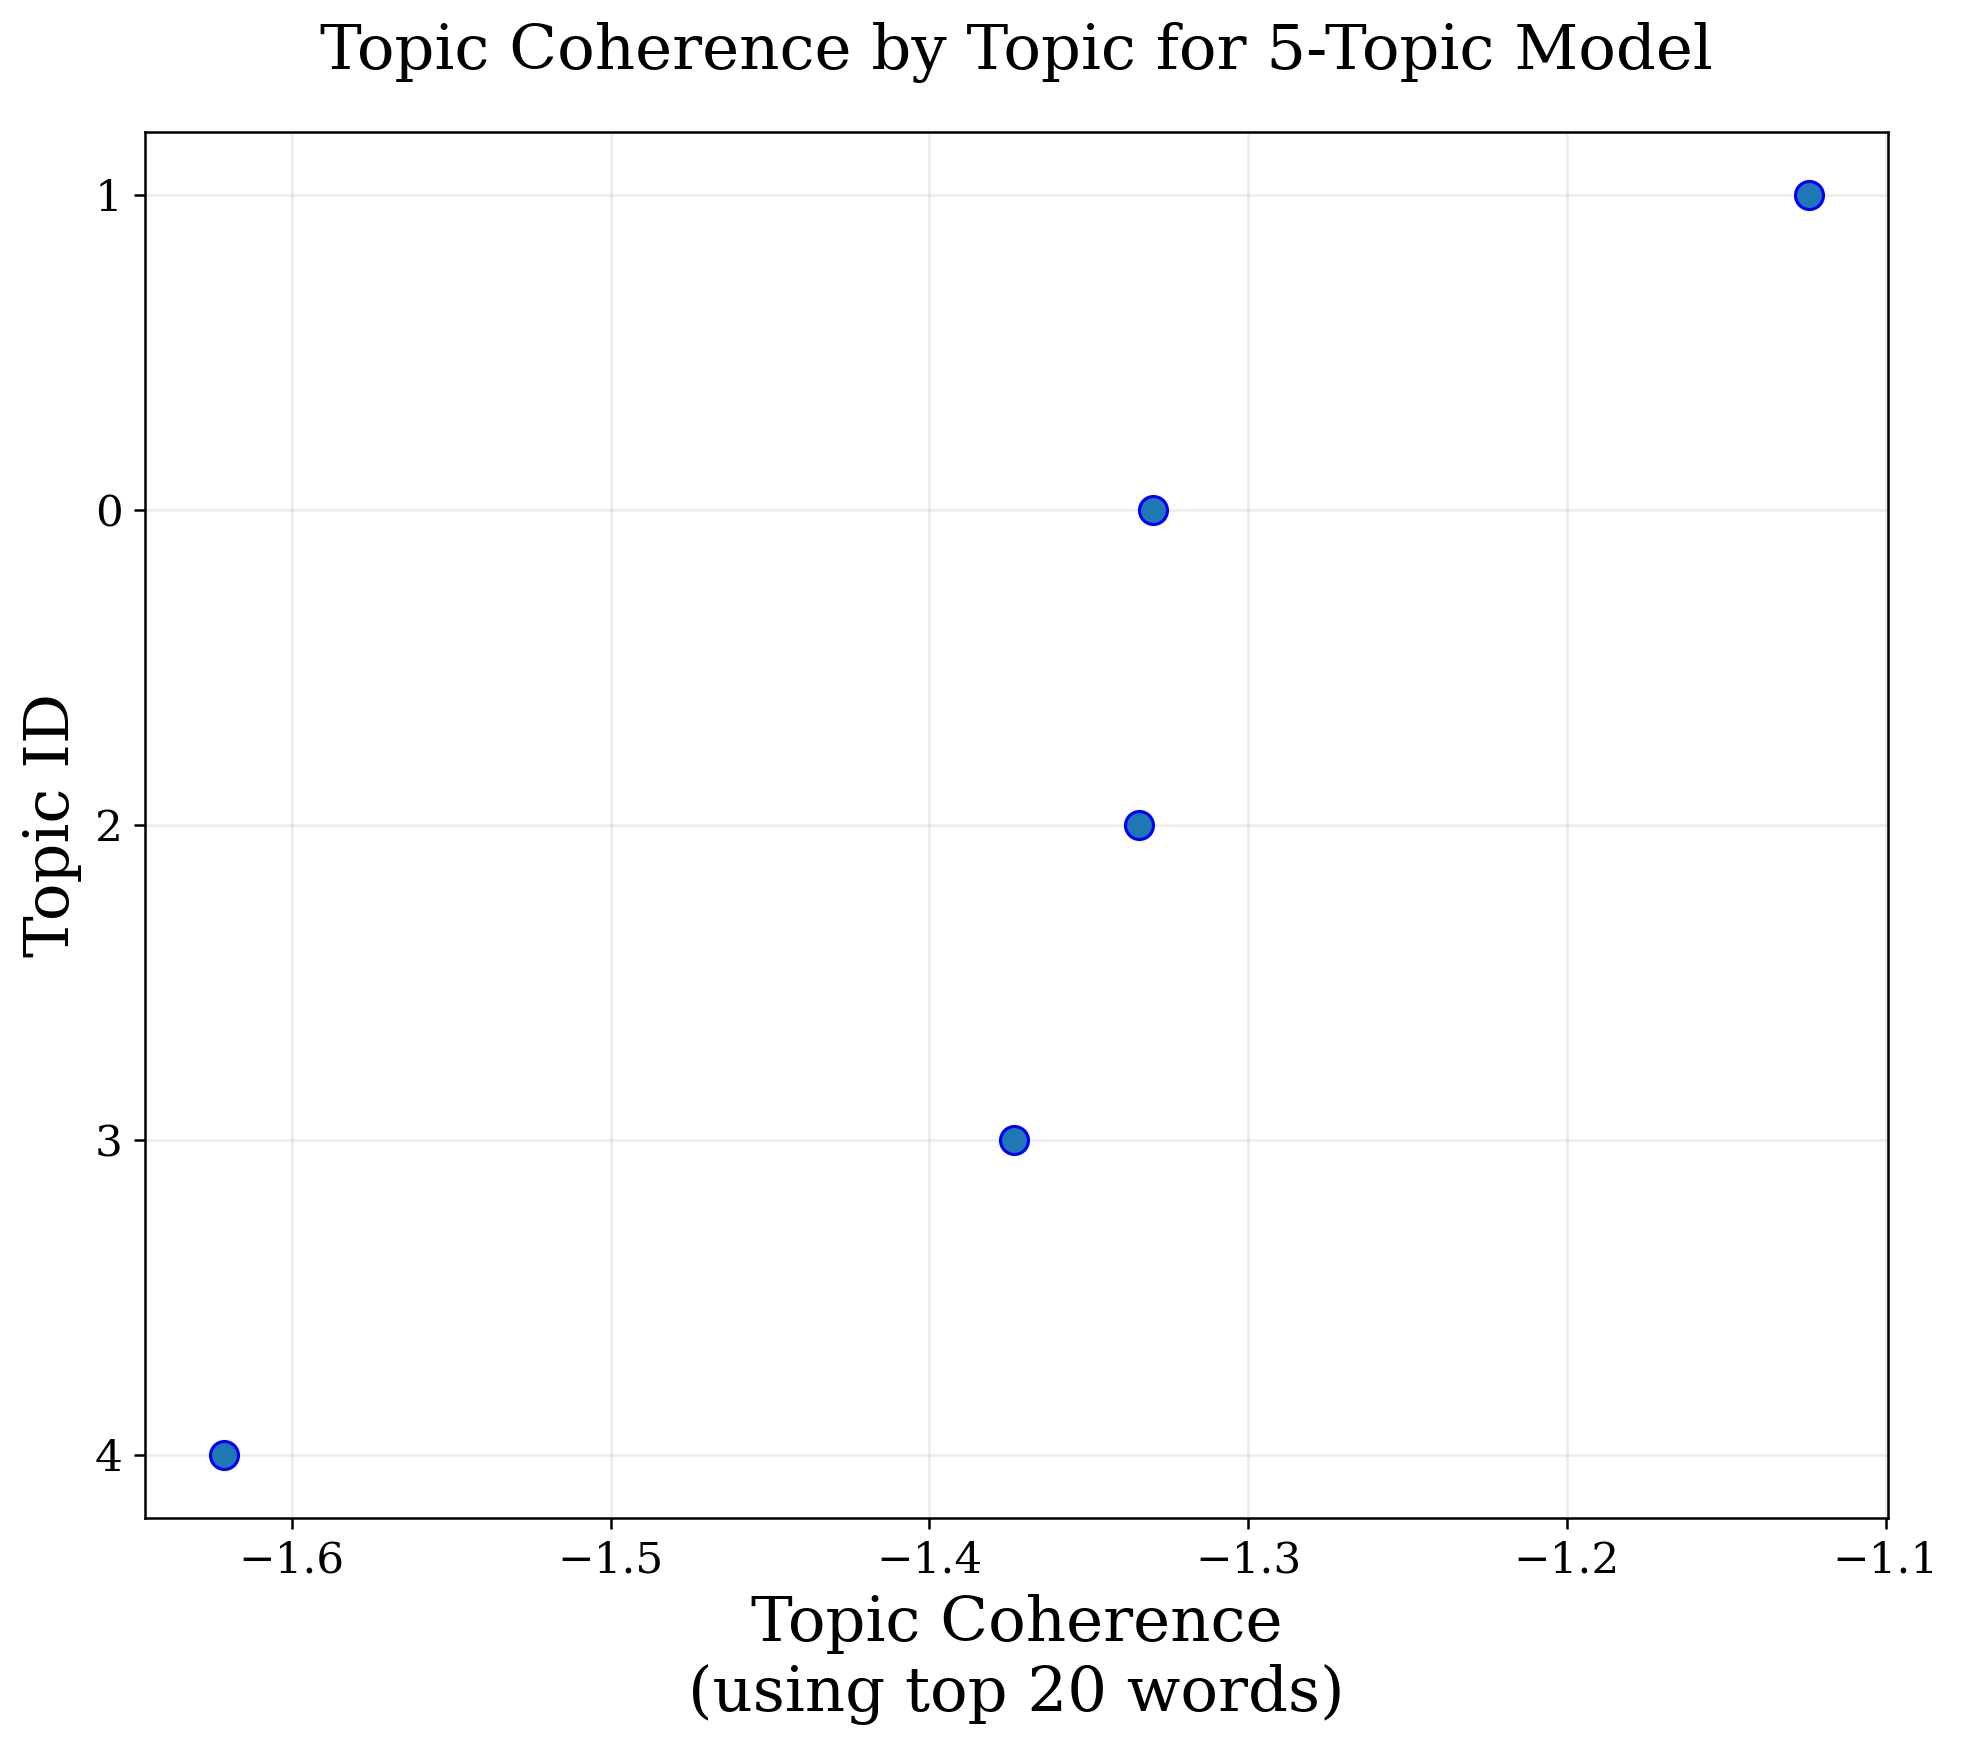 Topic Coherence by Topic for 5-Topic Model
Topic ID
1
0
2
3
4
−1.6
−1.5
−1.4
−1.3
−1.2
−1.1
Topic Coherence
(using top 20 words)